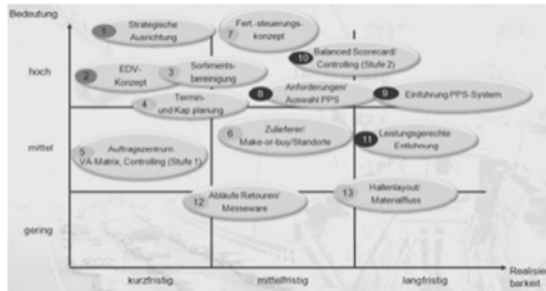 Bedeutung
hoch
mittel
gering
1
Strategische
Ausrichtung
Fert.-steuerungs-
konzept
7
Balanced Scorecard/
Controlling (Stufe 2)
10
2
EDV-
Konzept
3
Sortiments-
bereinigung
8
Anforderungen/
Auswahl PPS
9
Einführung PPS-System
4
Termin-
und Kap planung
5
Auftragszentrum
VA-Matrix, Controlling (Stufe 1)
6
Zulieferer/
Make-or-buy/Standorte
11
Leistungsgerechte
Entlohnung
12
Abläufe Retouren/
Messeware
13
Hallenlayout/
Materialfluss
kurzfristig
mittelfristig
langfristig
Realisier
barkeit